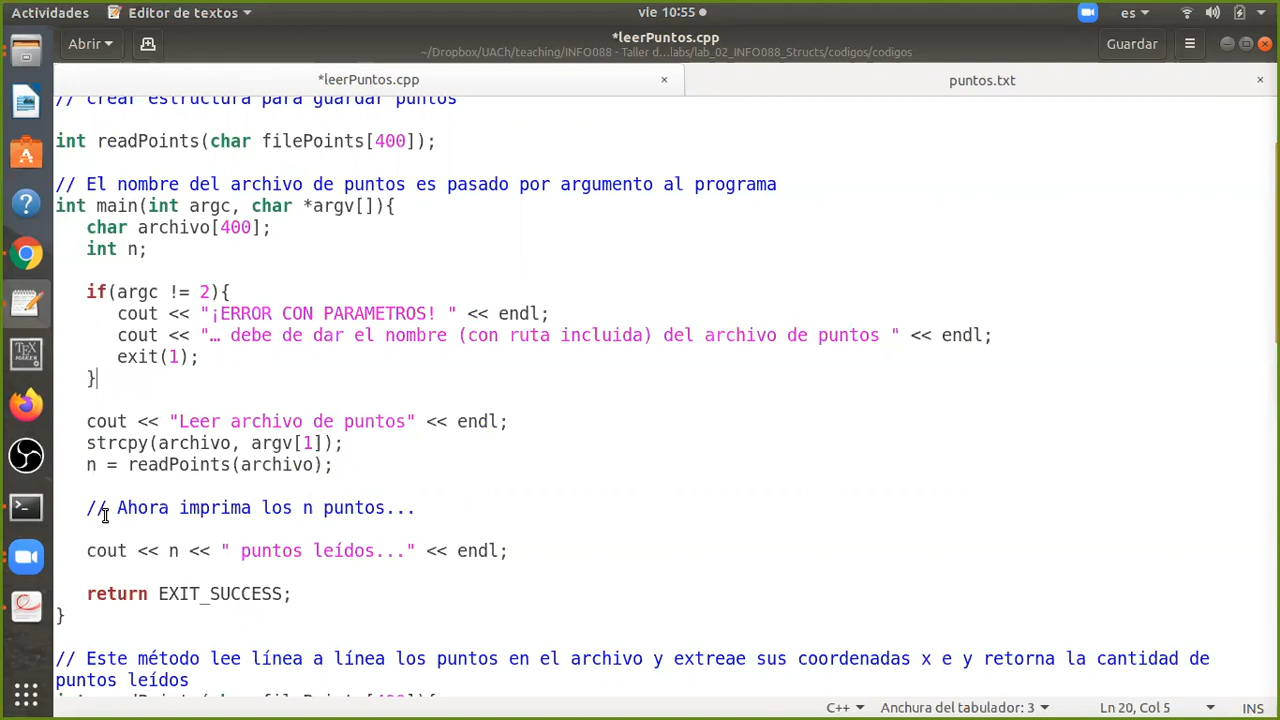 Actividades
Editor de textos
vie 10:55
es
Abrir
*leerPuntos.cpp
~/Dropbox/UACh/teaching/INFO088 - Taller d...labs/lab_02_INFO088_Structs/codigos/codigos
Guardar
*leerPuntos.cpp ×
puntos.txt ×
// crear estructura para guardar puntos
int readPoints(char filePoints[400]);
// El nombre del archivo de puntos es pasado por argumento al programa
int main(int argc, char *argv[]){
char archivo[400];
int n;
if(argc != 2){
cout << "¡ERROR CON PARAMETROS! " << endl;
cout << "… debe de dar el nombre (con ruta incluida) del archivo de puntos " << endl;
exit(1);
}
cout << "Leer archivo de puntos" << endl;
strcpy(archivo, argv[1]);
n = readPoints(archivo);
// Ahora imprima los n puntos...
cout << n << " puntos leídos..." << endl;
return EXIT_SUCCESS;
}
// Este método lee línea a línea los puntos en el archivo y extreae sus coordenadas x e y retorna la cantidad de
puntos leídos
int readPoints(char filePoints[400]){
C++
Anchura del tabulador: 3
Ln 20, Col 5
INS